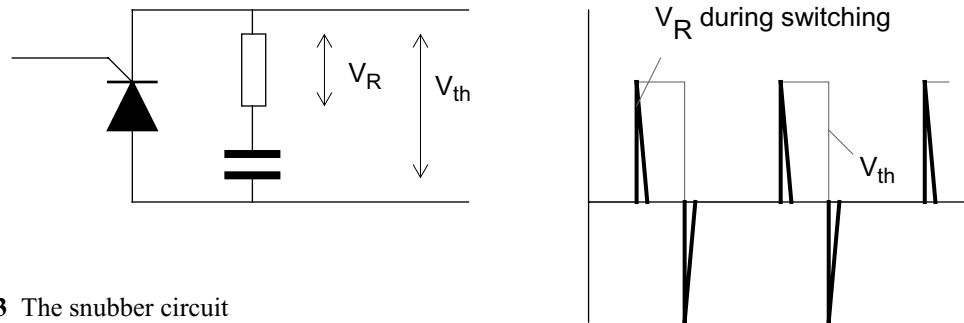 V_R during switching
V_R
V_th
V_th
3 The snubber circuit